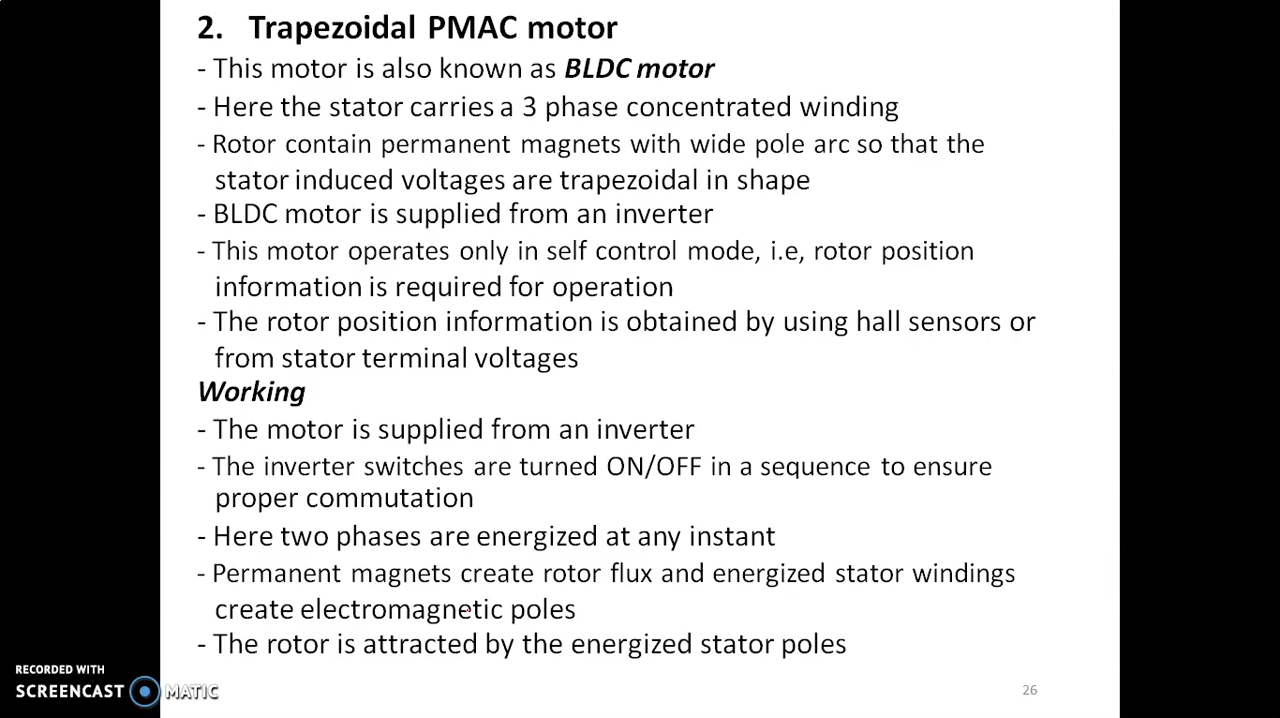 2. Trapezoidal PMAC motor
- This motor is also known as BLDC motor
- Here the stator carries a 3 phase concentrated winding
- Rotor contain permanent magnets with wide pole arc so that the
stator induced voltages are trapezoidal in shape
- BLDC motor is supplied from an inverter
- This motor operates only in self control mode, i.e, rotor position
information is required for operation
- The rotor position information is obtained by using hall sensors or
from stator terminal voltages
Working
- The motor is supplied from an inverter
- The inverter switches are turned ON/OFF in a sequence to ensure
proper commutation
- Here two phases are energized at any instant
- Permanent magnets create rotor flux and energized stator windings
create electromagnetic poles
- The rotor is attracted by the energized stator poles
RECORDED WITH
SCREENCAST MATIC
26